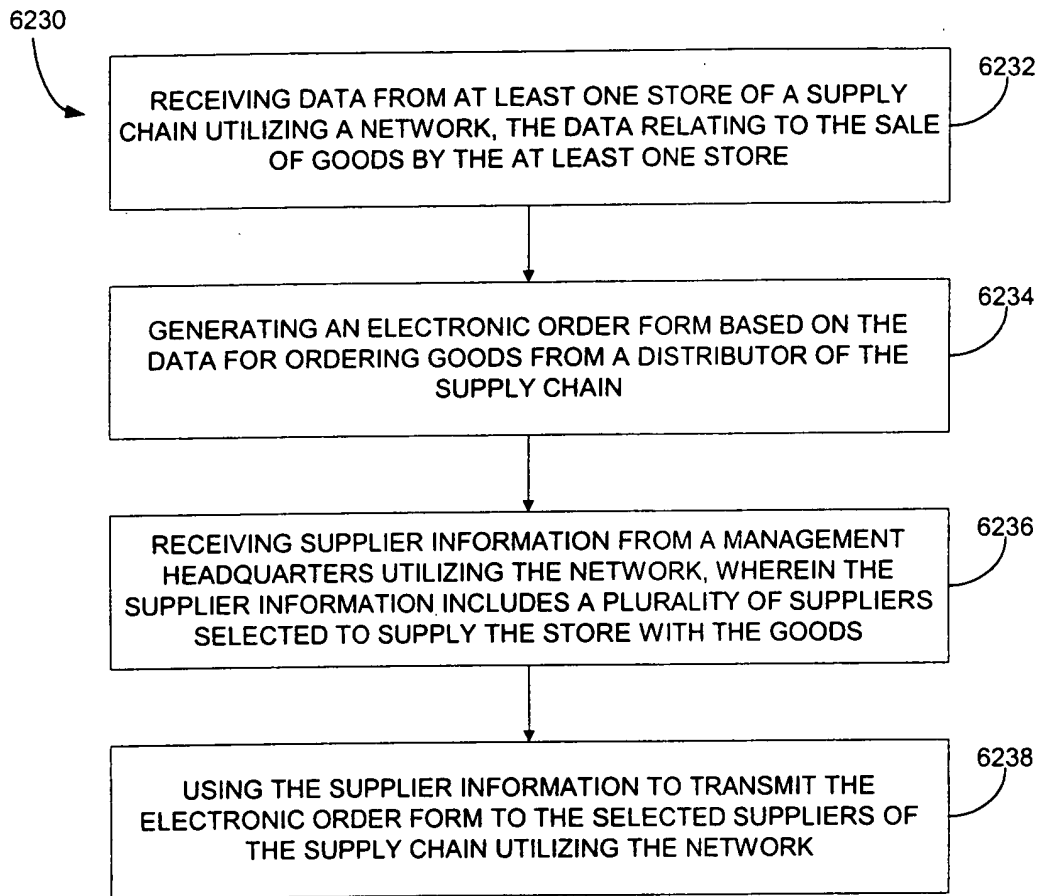 6230
6232
RECEIVING DATA FROM AT LEAST ONE STORE OF A SUPPLY
CHAIN UTILIZING A NETWORK, THE DATA RELATING TO THE SALE
OF GOODS BY THE AT LEAST ONE STORE
6234
GENERATING AN ELECTRONIC ORDER FORM BASED ON THE
DATA FOR ORDERING GOODS FROM A DISTRIBUTOR OF THE
SUPPLY CHAIN
6236
RECEIVING SUPPLIER INFORMATION FROM A MANAGEMENT
HEADQUARTERS UTILIZING THE NETWORK, WHEREIN THE
SUPPLIER INFORMATION INCLUDES A PLURALITY OF SUPPLIERS
SELECTED TO SUPPLY THE STORE WITH THE GOODS
6238
USING THE SUPPLIER INFORMATION TO TRANSMIT THE
ELECTRONIC ORDER FORM TO THE SELECTED SUPPLIERS OF
THE SUPPLY CHAIN UTILIZING THE NETWORK